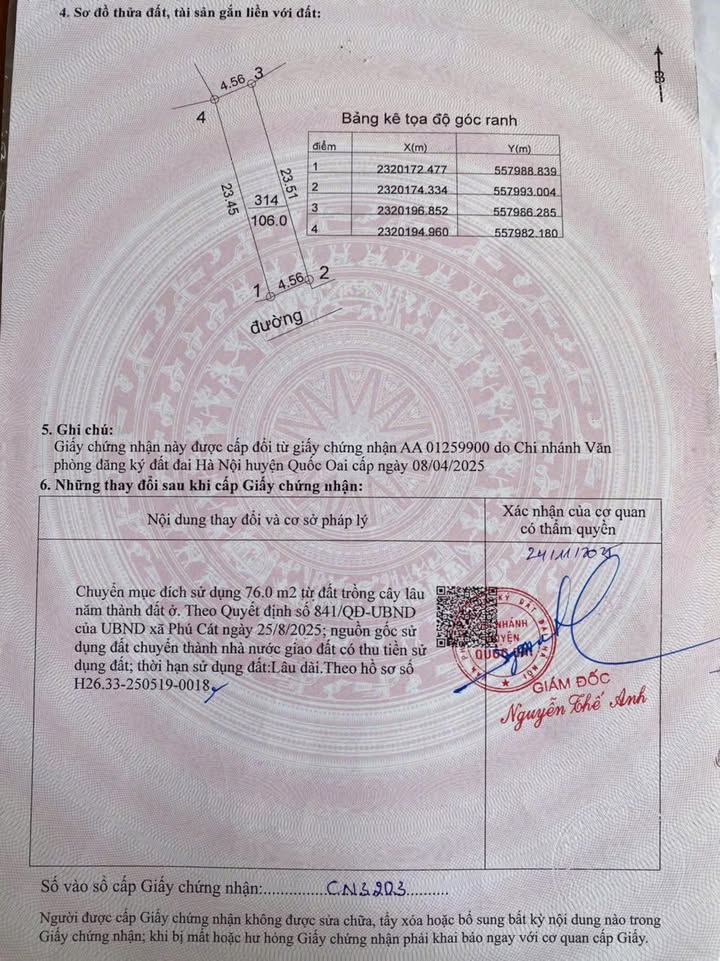 4. Sơ đồ thửa đất, tài sản gắn liền với đất:
B
4.56
3
4
Bảng kê tọa độ góc ranh
điểm X(m) Y(m)
1 2320172.477 557988.839
2 2320174.334 557993.004
3 2320196.852 557986.285
4 2320194.960 557982.180
23.45
23.51
314
106.0
1
4.56
2
đường
5. Ghi chú:
Giấy chứng nhận này được cấp đổi từ giấy chứng nhận AA 01259900 do Chi nhánh Văn
phòng đăng ký đất đai Hà Nội huyện Quốc Oai cấp ngày 08/04/2025
6. Những thay đổi sau khi cấp Giấy chứng nhận:
Nội dung thay đổi và cơ sở pháp lý
Xác nhận của cơ quan
có thẩm quyền
24/11/2025
Chuyển mục đích sử dụng 76.0 m2 từ đất trồng cây lâu
năm thành đất ở. Theo Quyết định số 841/QĐ-UBND
của UBND xã Phú Cát ngày 25/8/2025; nguồn gốc sử
dụng đất chuyển thành nhà nước giao đất có thu tiền sử
dụng đất; thời hạn sử dụng đất:Lâu dài.Theo hồ sơ số
H26.33-250519-0018
GIÁM ĐỐC
Nguyễn Thế Anh
Số vào sổ cấp Giấy chứng nhận:...............CN3203..........
Người được cấp Giấy chứng nhận không được sửa chữa, tẩy xóa hoặc bổ sung bất kỳ nội dung nào trong
Giấy chứng nhận; khi bị mất hoặc hư hỏng Giấy chứng nhận phải khai báo ngay với cơ quan cấp Giấy.